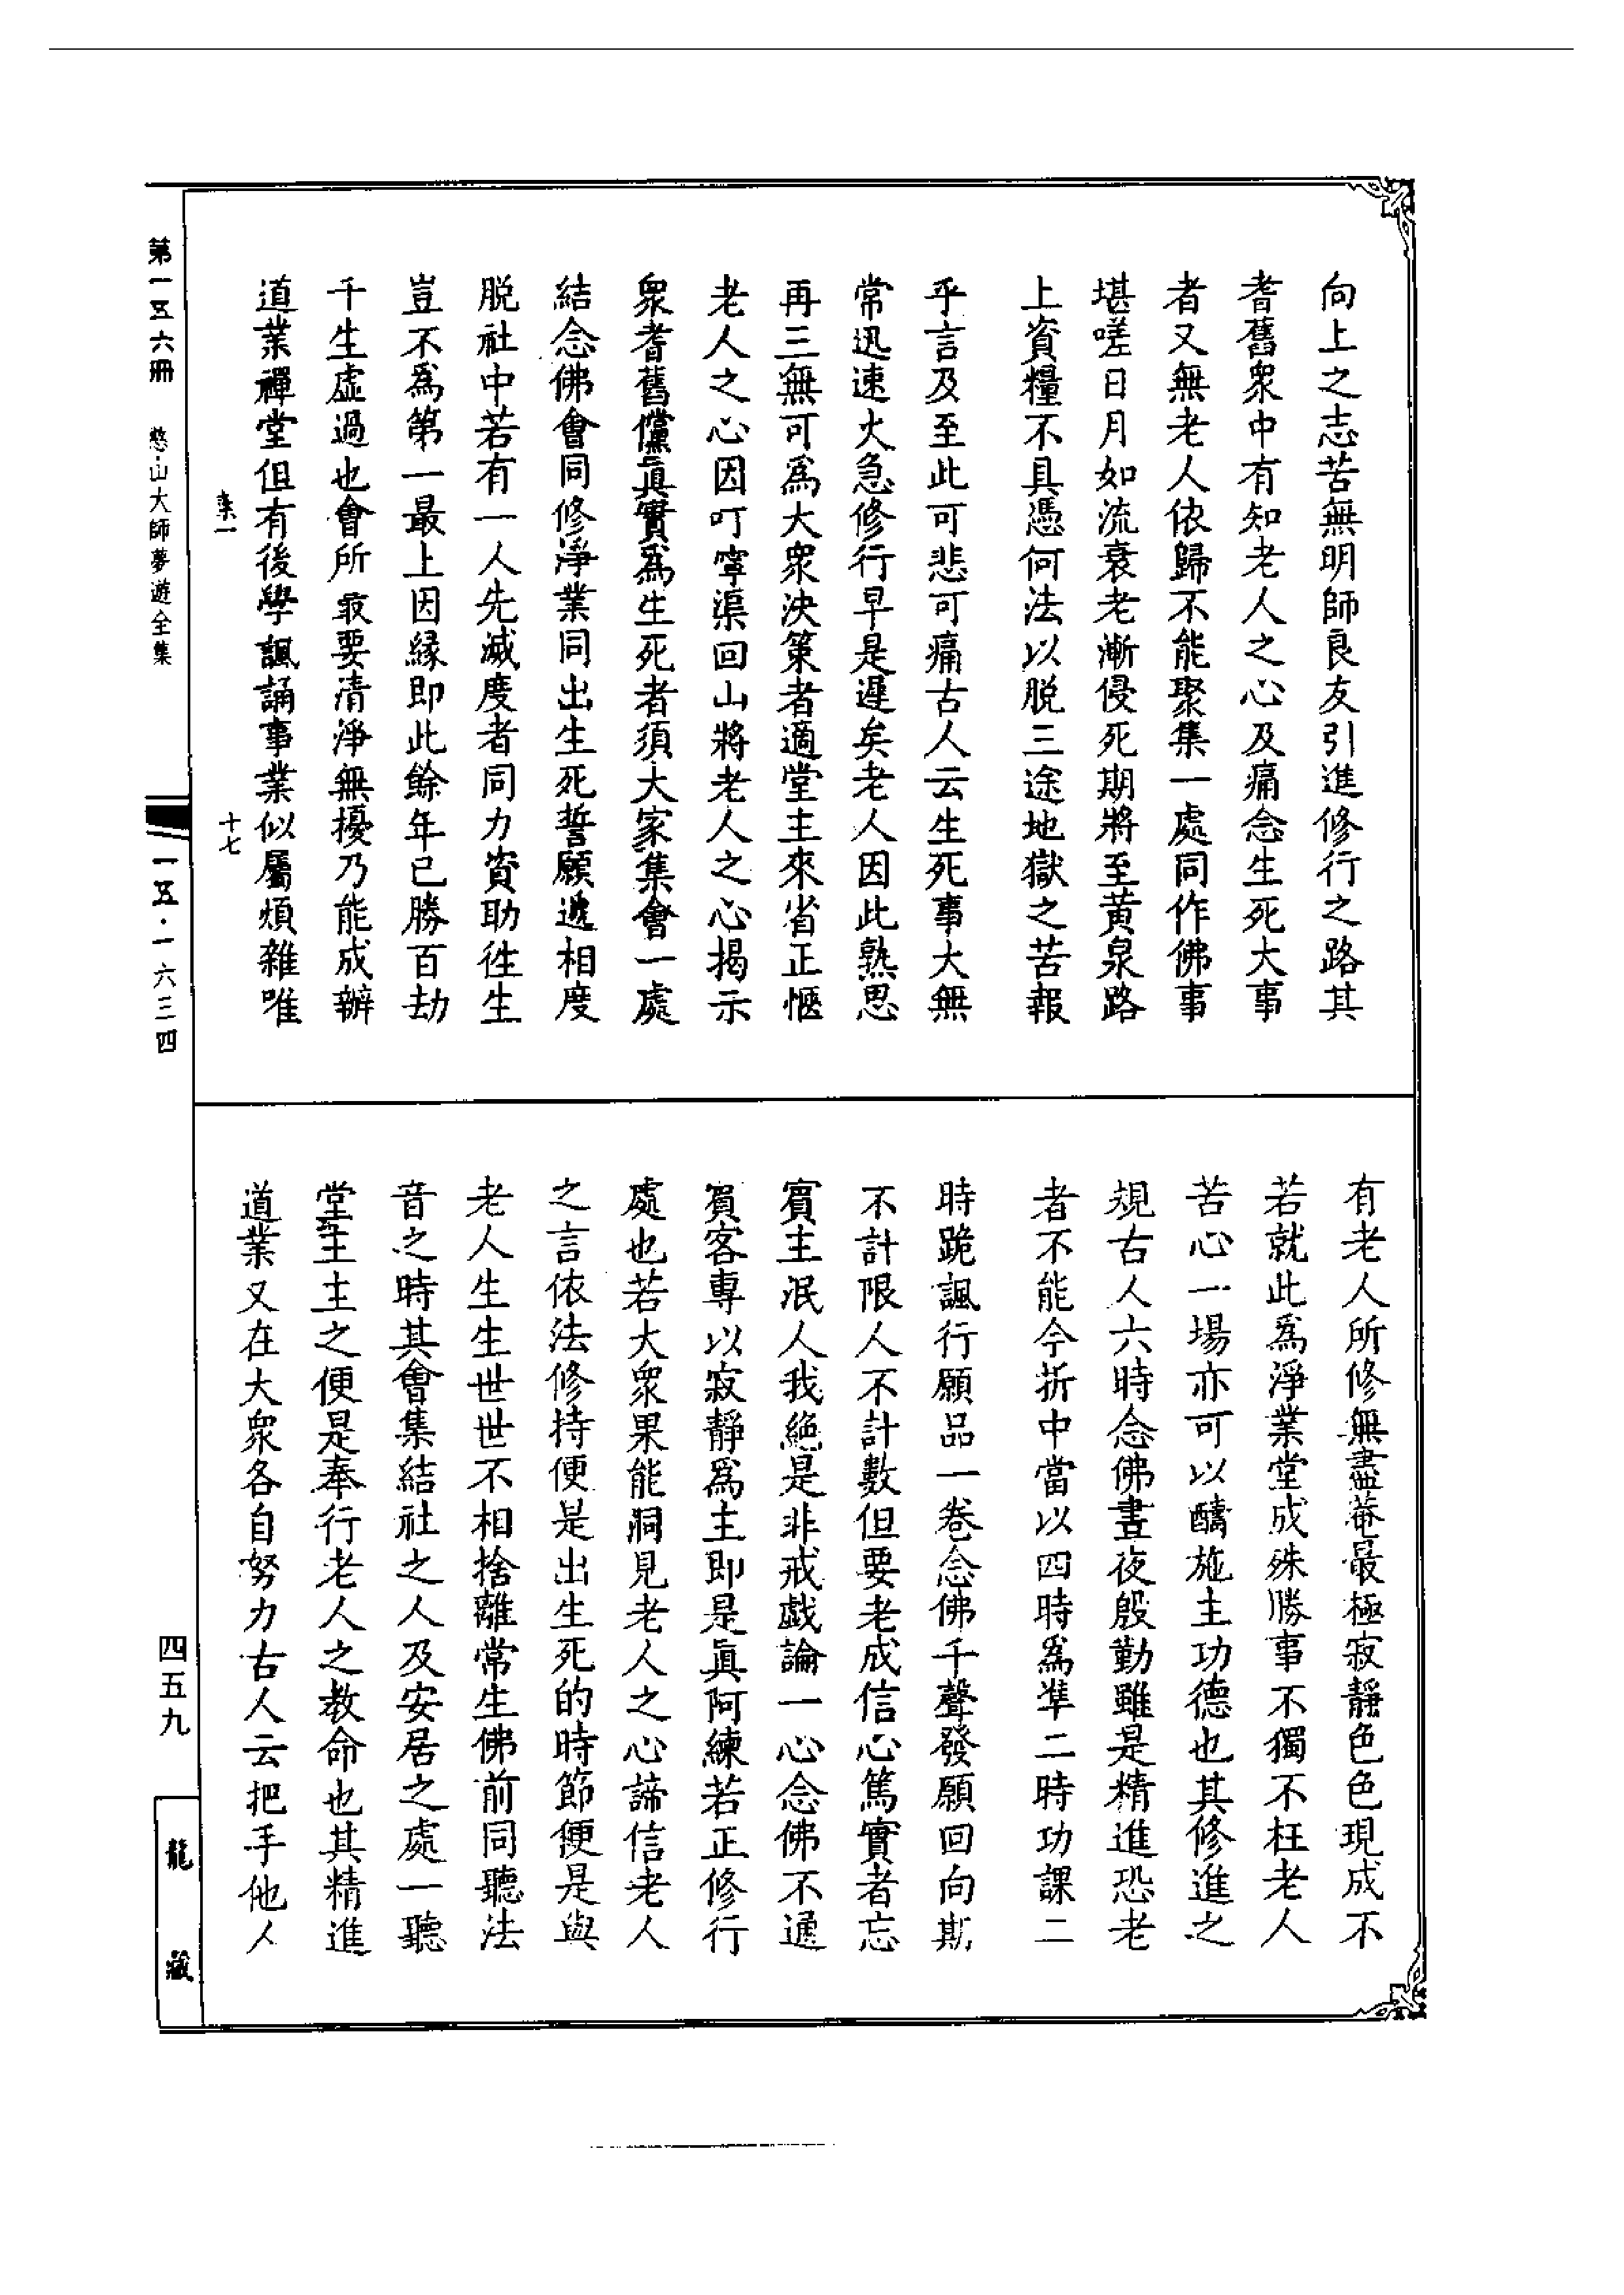 向上之志苦無明師良友引進修行之路其
耆舊衆中有知老人之心及痛念生死大事
者又無老人依歸不能聚集一處同作佛事
堪嗟日月如流衰老漸侵死期將至黄泉路
上資糧不具憑何法以脱三途地獄之苦報
乎言及至此可悲可痛古人云生死事大無
常迅速火急修行早是遲矣老人因此熟思
再三無可爲大衆決策者適堂主來省正愜
老人之心因叮寧渠回山將老人之心揭示
衆耆舊儻眞實爲生死者須大家集會一處
結念佛會同修淨業同出生死誓願遞相度
脱社中若有一人先滅度者同力資助徃生
豈不爲第一最上因緣即此餘年已勝百劫
千生虛過也會所最要清淨無擾乃能成辦
道業禪堂但有後學諷誦事業似屬煩雜唯
有老人所修無盡菴最極寂靜色色現成不
若就此爲淨業堂成殊勝事不獨不枉老人
苦心一場亦可以醻施主功德也其修進之
規古人六時念佛晝夜殷勤雖是精進恐老
者不能今折中當以四時爲準二時功課二
時跪諷行願品一卷念佛千聲發願回向斯
不計限人不計數但要老成信心篤實者忘
賓主泯人我絶是非戒戲論一心念佛不通
賔客專以寂靜爲主即是眞阿練若正修行
處也若大衆果能洞見老人之心諦信老人
之言依法修持便是出生死的時節便是與
老人生生世世不相捨離常生佛前同聽法
音之時其會集結社之人及安居之處一聽
堂主主之便是奉行老人之教命也其精進
道業又在大衆各自努力古人云把手他人
集一
十七
第一五六冊 憨山大師夢遊全集
一五·一六三四
四五九
龍藏